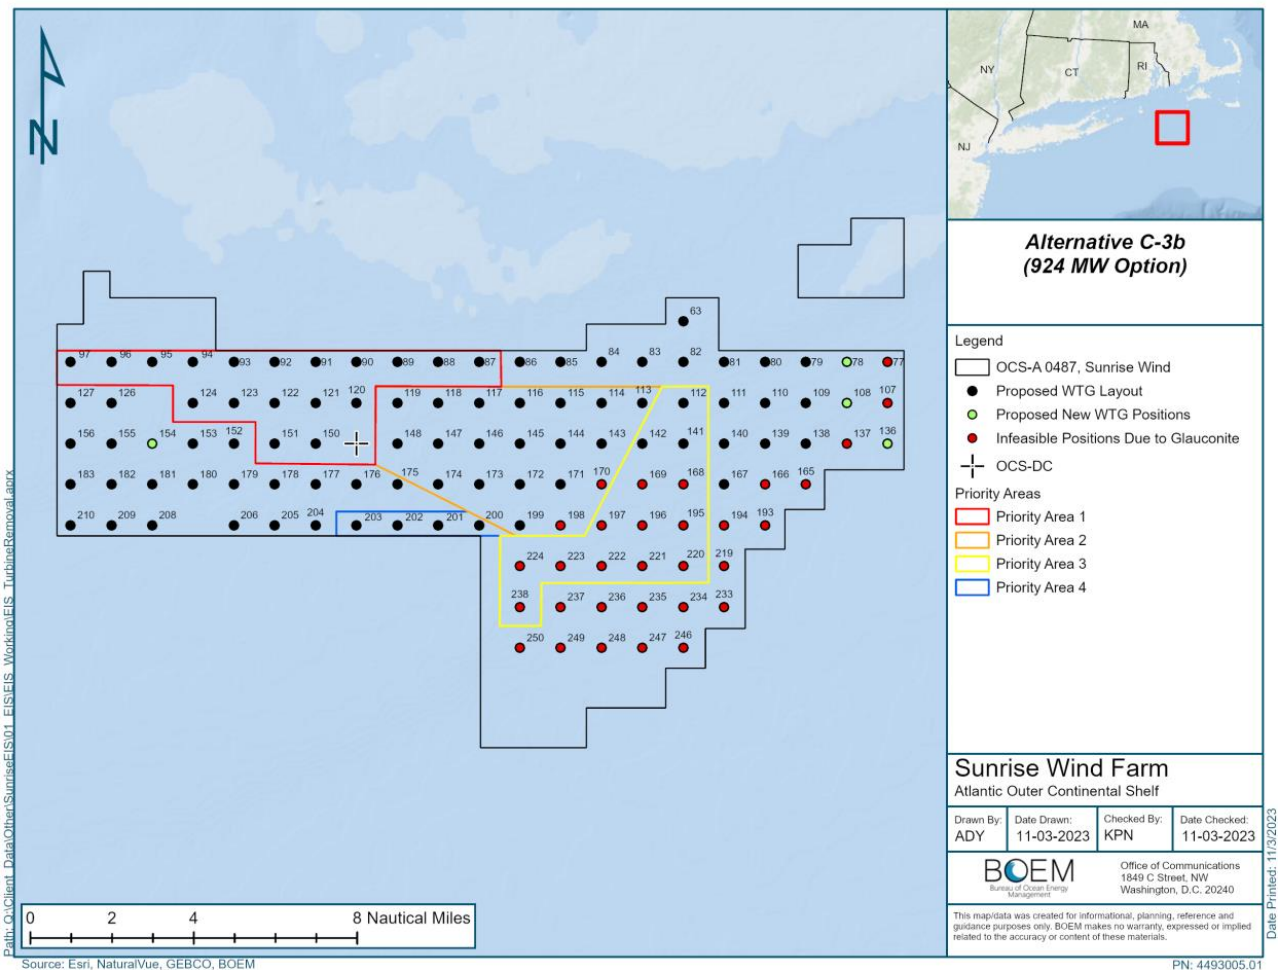 N
MA
NY
CT
RI
NJ
Alternative C-3b
(924 MW Option)
Legend
OCS-A 0487, Sunrise Wind
Proposed WTG Layout
Proposed New WTG Positions
Infeasible Positions Due to Glauconite
OCS-DC
Priority Areas
Priority Area 1
Priority Area 2
Priority Area 3
Priority Area 4
63
97 96 95 94 93 92 91 90 89 88 87 86 85 84 83 82 81 80 79 78 77
127 126 124 123 122 121 120 119 118 117 116 115 114 113 112 111 110 109 108 107
156 155 154 153 152 151 150 148 147 146 145 144 143 142 141 140 139 138 137 136
183 182 181 180 179 178 177 176 175 174 173 172 171 170 169 168 167 166 165
210 209 208 206 205 204 203 202 201 200 199 198 197 196 195 194 193
224 223 222 221 220 219
238 237 236 235 234 233
250 249 248 247 246
0 2 4 8 Nautical Miles
Sunrise Wind Farm
Atlantic Outer Continental Shelf
Drawn By: Date Drawn: Checked By: Date Checked:
ADY 11-03-2023 KPN 11-03-2023
BOEM
Bureau of Ocean Energy
Management
Office of Communications
1849 C Street, NW
Washington, D.C. 20240
This map/data was created for informational, planning, reference and
guidance purposes only. BOEM makes no warranty, expressed or implied
related to the accuracy or content of these materials.
Source: Esri, NaturalVue, GEBCO, BOEM
PN: 4493005.01
Path: Q:\Client_Data\Other\SunriseEIS\01_EIS\EIS_Working\EIS_TurbineRemoval.aprx
Date Printed: 11/3/2023